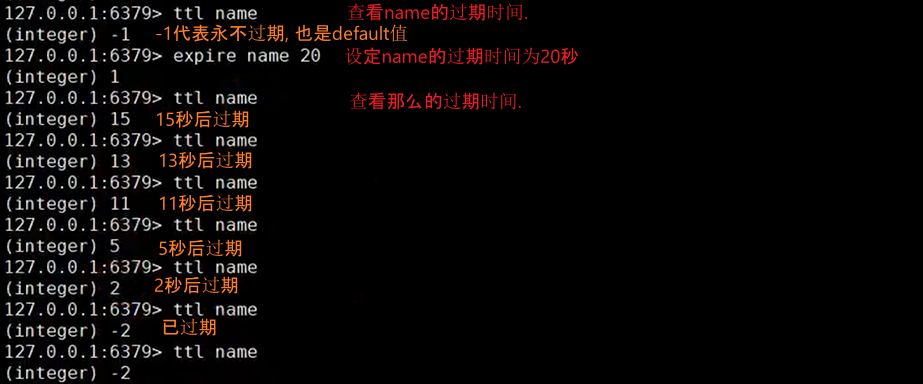 127.0.0.1:6379> ttl name 查看name的过期时间.
(integer) -1 -1代表永不过期, 也是default值
127.0.0.1:6379> expire name 20 设定name的过期时间为20秒
(integer) 1
127.0.0.1:6379> ttl name 查看那么的过期时间.
(integer) 15 15秒后过期
127.0.0.1:6379> ttl name
(integer) 13 13秒后过期
127.0.0.1:6379> ttl name
(integer) 11 11秒后过期
127.0.0.1:6379> ttl name
(integer) 5 5秒后过期
127.0.0.1:6379> ttl name
(integer) 2 2秒后过期
127.0.0.1:6379> ttl name
(integer) -2 已过期
127.0.0.1:6379> ttl name
(integer) -2